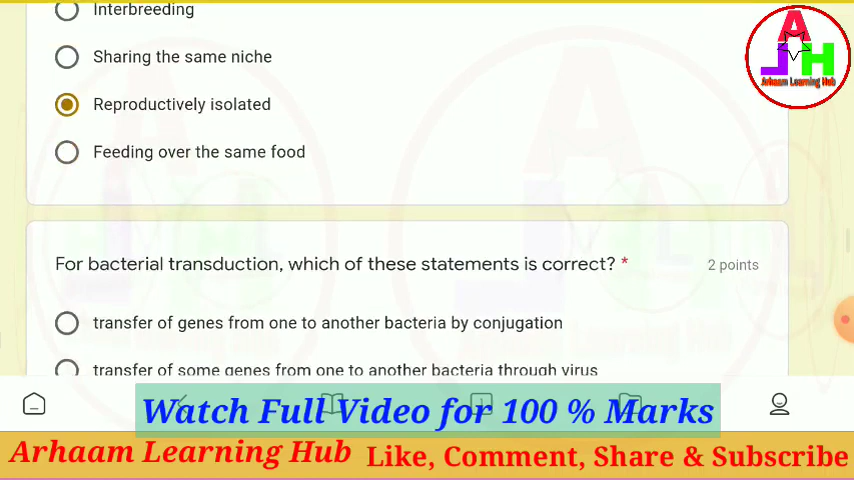 Interbreeding
Sharing the same niche
Reproductively isolated
Feeding over the same food
For bacterial transduction, which of these statements is correct? *
2 points
transfer of genes from one to another bacteria by conjugation
transfer of some genes from one to another bacteria through virus
Watch Full Video for 100 % Marks
Arhaam Learning Hub Like, Comment, Share & Subscribe
A
L H
Arhaam Learning Hub